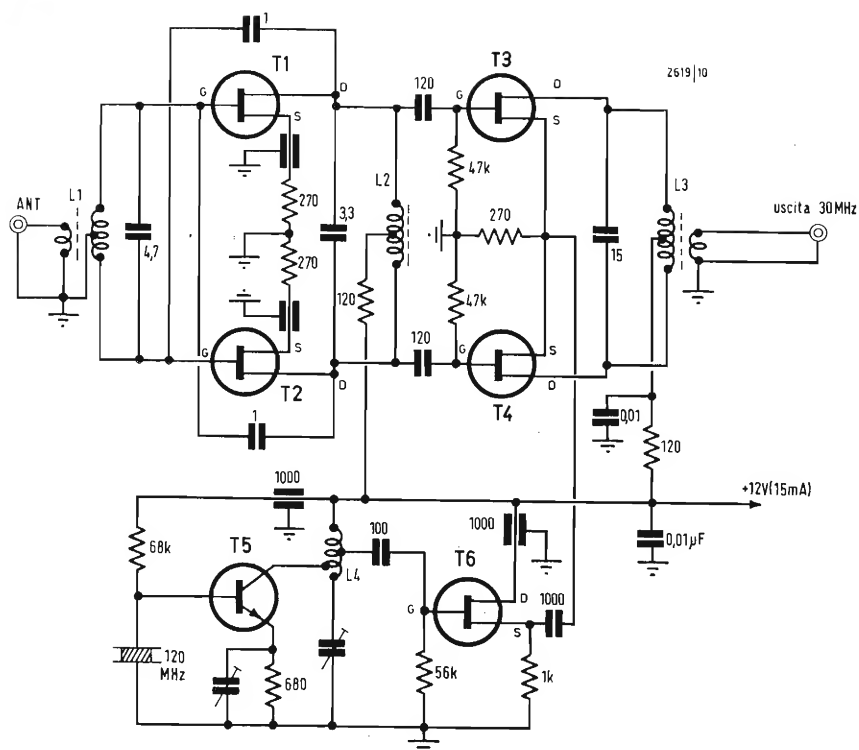 1
T1
T3
2619|10
D
G
S
120
G
D
S
47k
ANT
L1
L2
L3
uscita 30MHz
4,7
270
3,3
270
15
270
120
47k
G
S
D
T2
120
G
S
D
T4
1
0,01
120
1000
+12V(15mA)
68k
T5
100
1000
T6
0,01µF
L4
D
1000
G
S
120
MHz
680
56k
1k